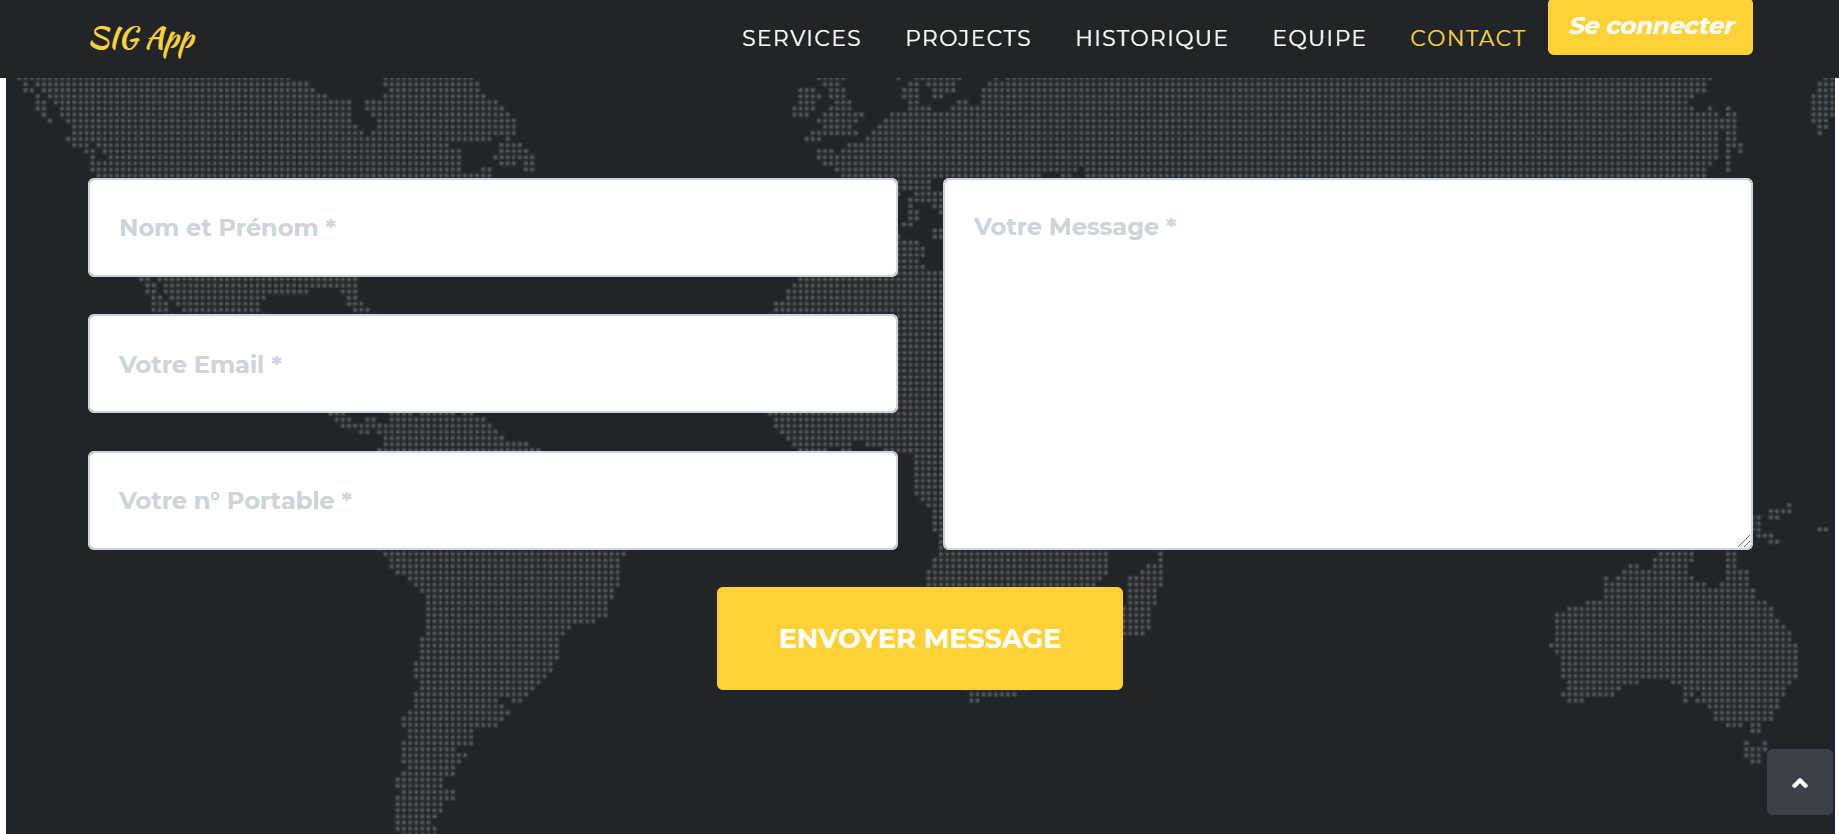 SIG App
SERVICES
PROJECTS
HISTORIQUE
EQUIPE
CONTACT
Se connecter
Nom et Prénom *
Votre Message *
Votre Email *
Votre n° Portable *
ENVOYER MESSAGE